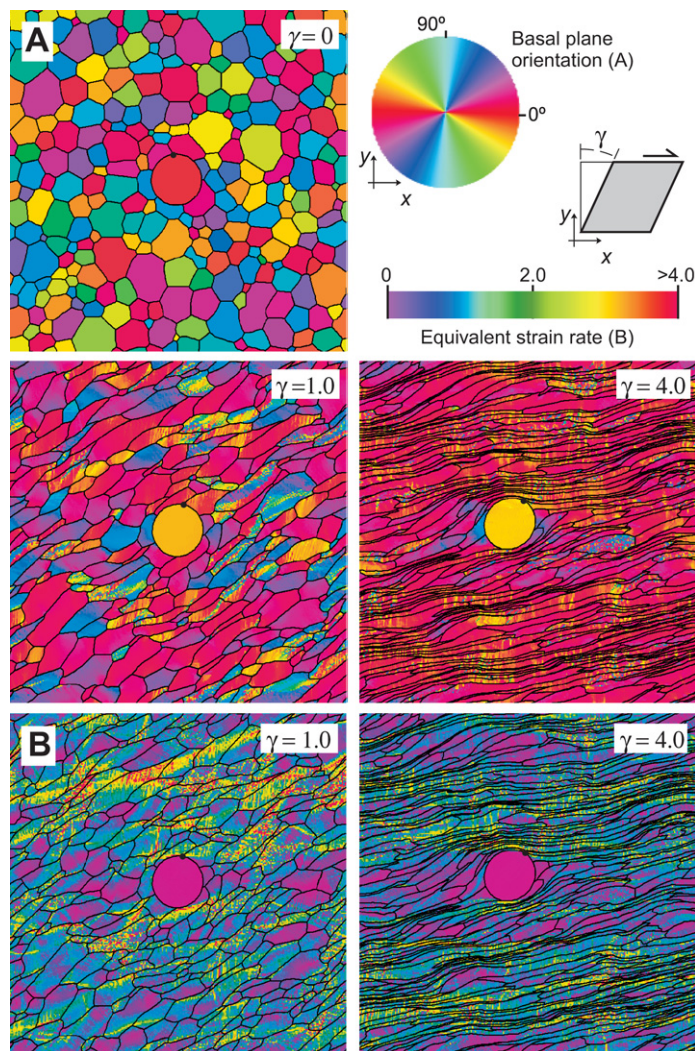 A
γ=0
90º
Basal plane
orientation (A)
0º
y
x
γ
y
x
0
2.0
>4.0
Equivalent strain rate (B)
γ=1.0
γ=4.0
B
γ=1.0
γ=4.0